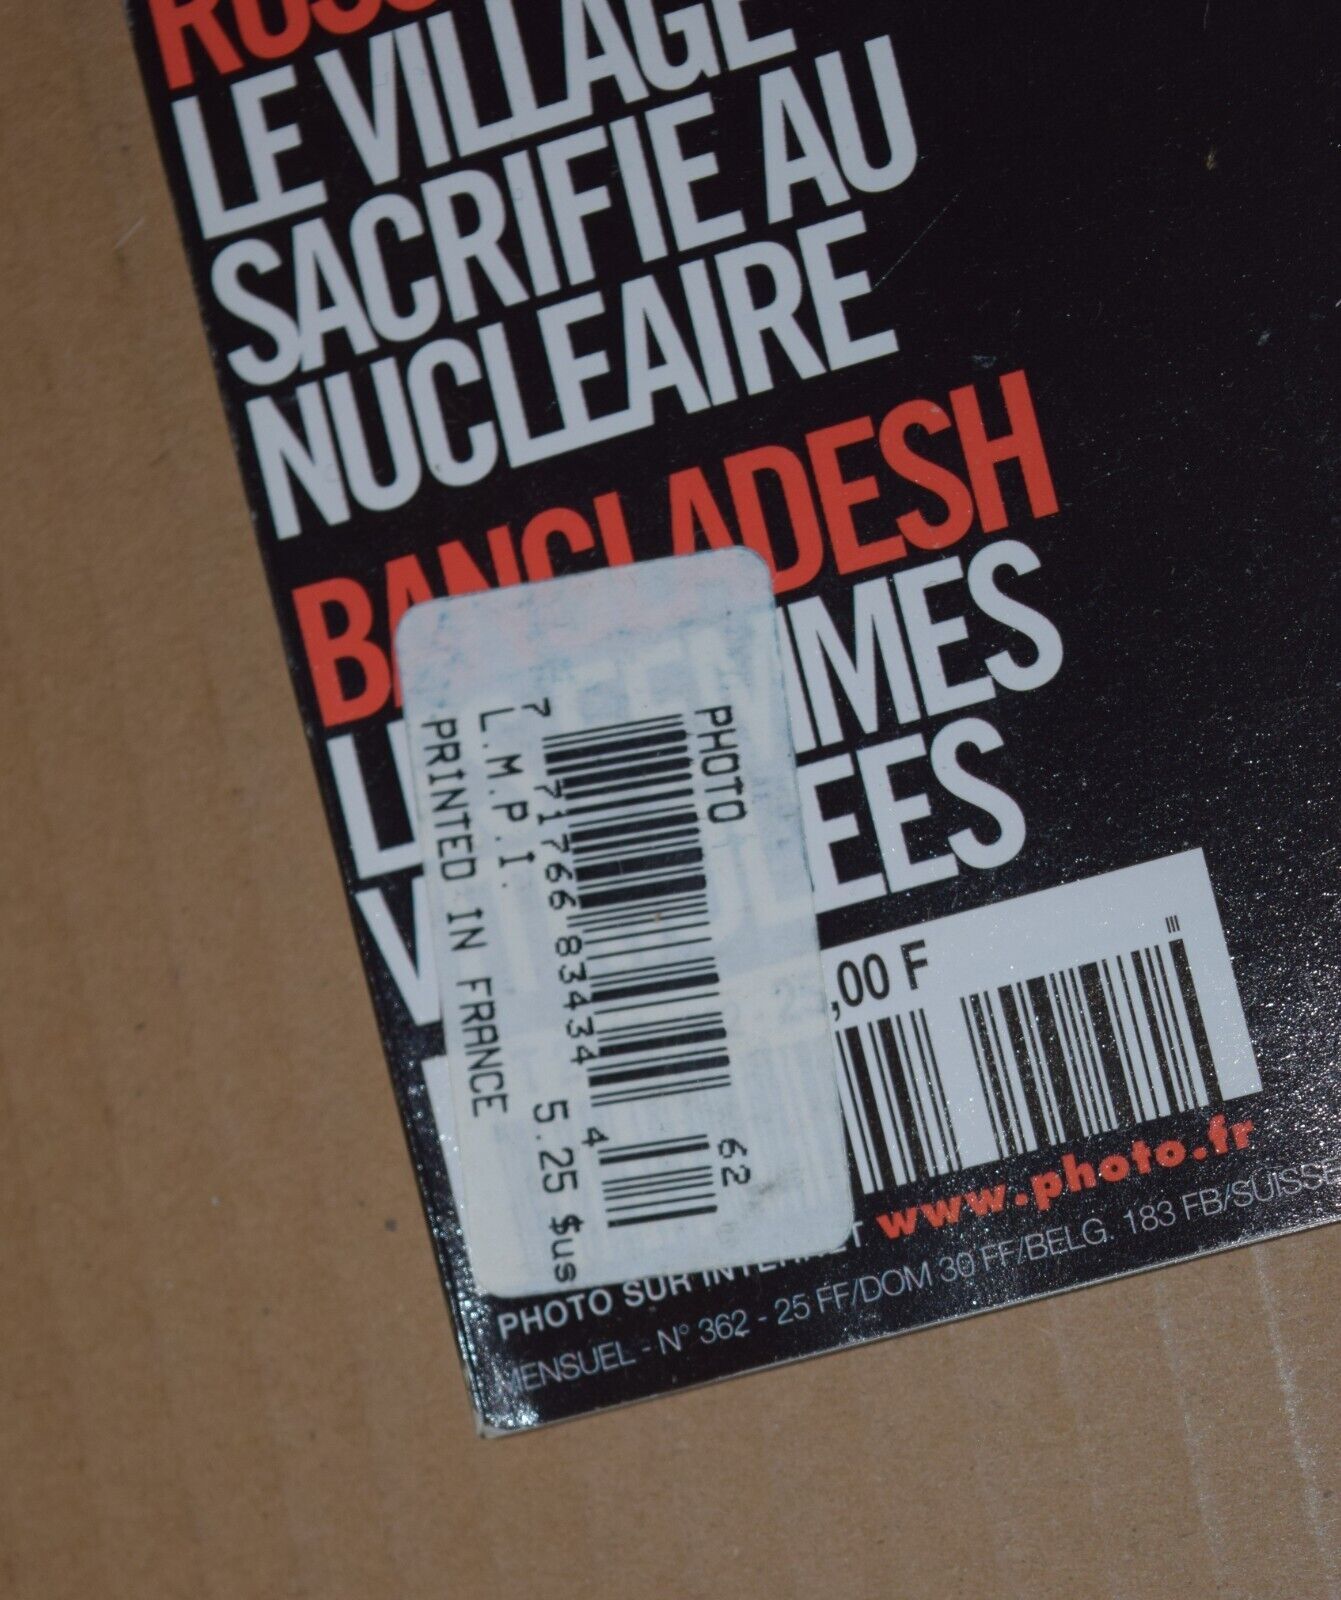 LE VILLAGE
SACRIFIE AU
NUCLEAIRE
BANGLADESH
PHOTO
62
7 71766 83434 4
L.M.P.I. 5.25 $us
PRINTED IN FRANCE
,00 F
www.photo.fr
PHOTO SUR INTERNET
MENSUEL - N° 362 - 25 FF/DOM 30 FF/BELG. 183 FB/SUISSE